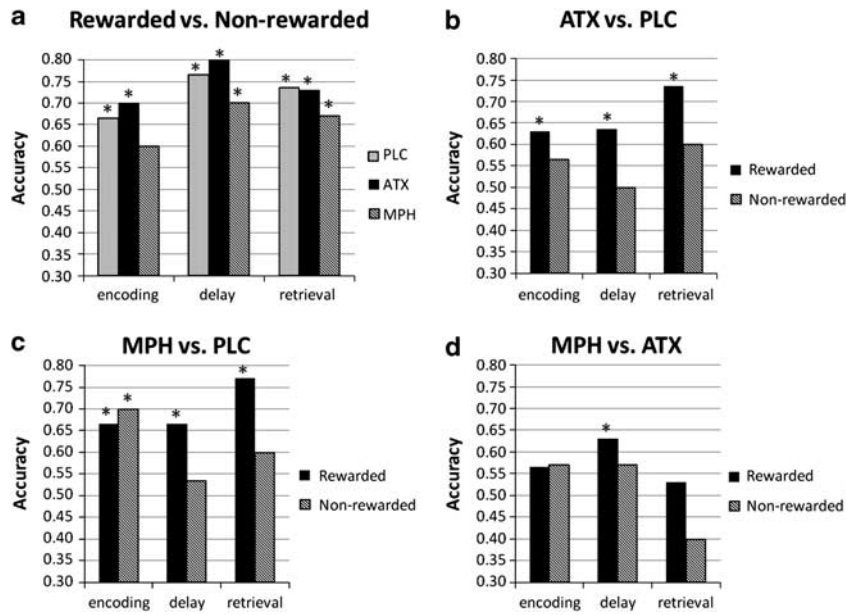 a
Rewarded vs. Non-rewarded
Accuracy
0.80
0.75
0.70
0.65
0.60
0.55
0.50
0.45
0.40
0.35
0.30
* * * * * * * *
encoding delay retrieval
PLC
ATX
MPH
b
ATX vs. PLC
Accuracy
0.80
0.75
0.70
0.65
0.60
0.55
0.50
0.45
0.40
0.35
0.30
* * *
encoding delay retrieval
Rewarded
Non-rewarded
c
MPH vs. PLC
Accuracy
0.80
0.75
0.70
0.65
0.60
0.55
0.50
0.45
0.40
0.35
0.30
* * * *
encoding delay retrieval
Rewarded
Non-rewarded
d
MPH vs. ATX
Accuracy
0.80
0.75
0.70
0.65
0.60
0.55
0.50
0.45
0.40
0.35
0.30
*
encoding delay retrieval
Rewarded
Non-rewarded